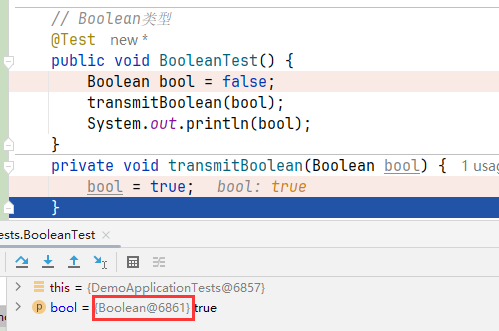 // Boolean类型
@Test new *
public void BooleanTest() {
Boolean bool = false;
transmitBoolean(bool);
System.out.println(bool);
}
private void transmitBoolean(Boolean bool) { 1 usag
bool = true; bool: true
}
ests.BooleanTest ×
this = {DemoApplicationTests@6857}
bool = {Boolean@6861} true